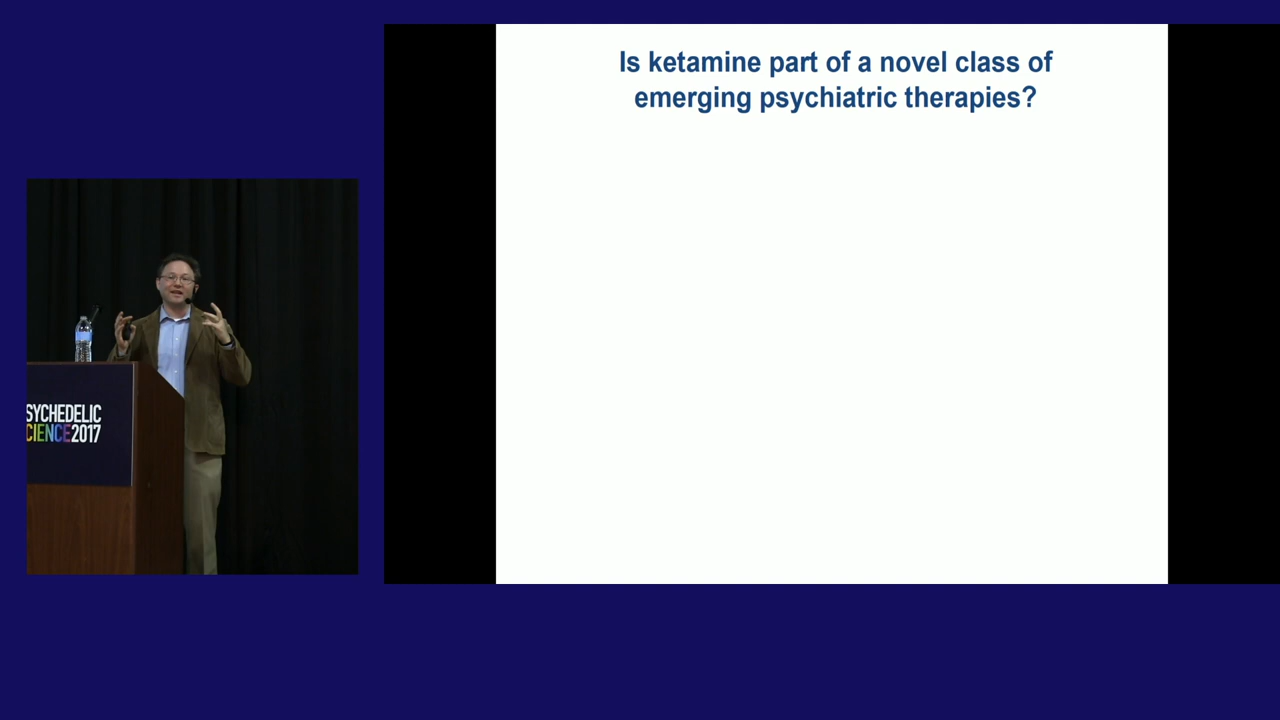 Is ketamine part of a novel class of
emerging psychiatric therapies?
SYCHEDELIC
CIENCE2017